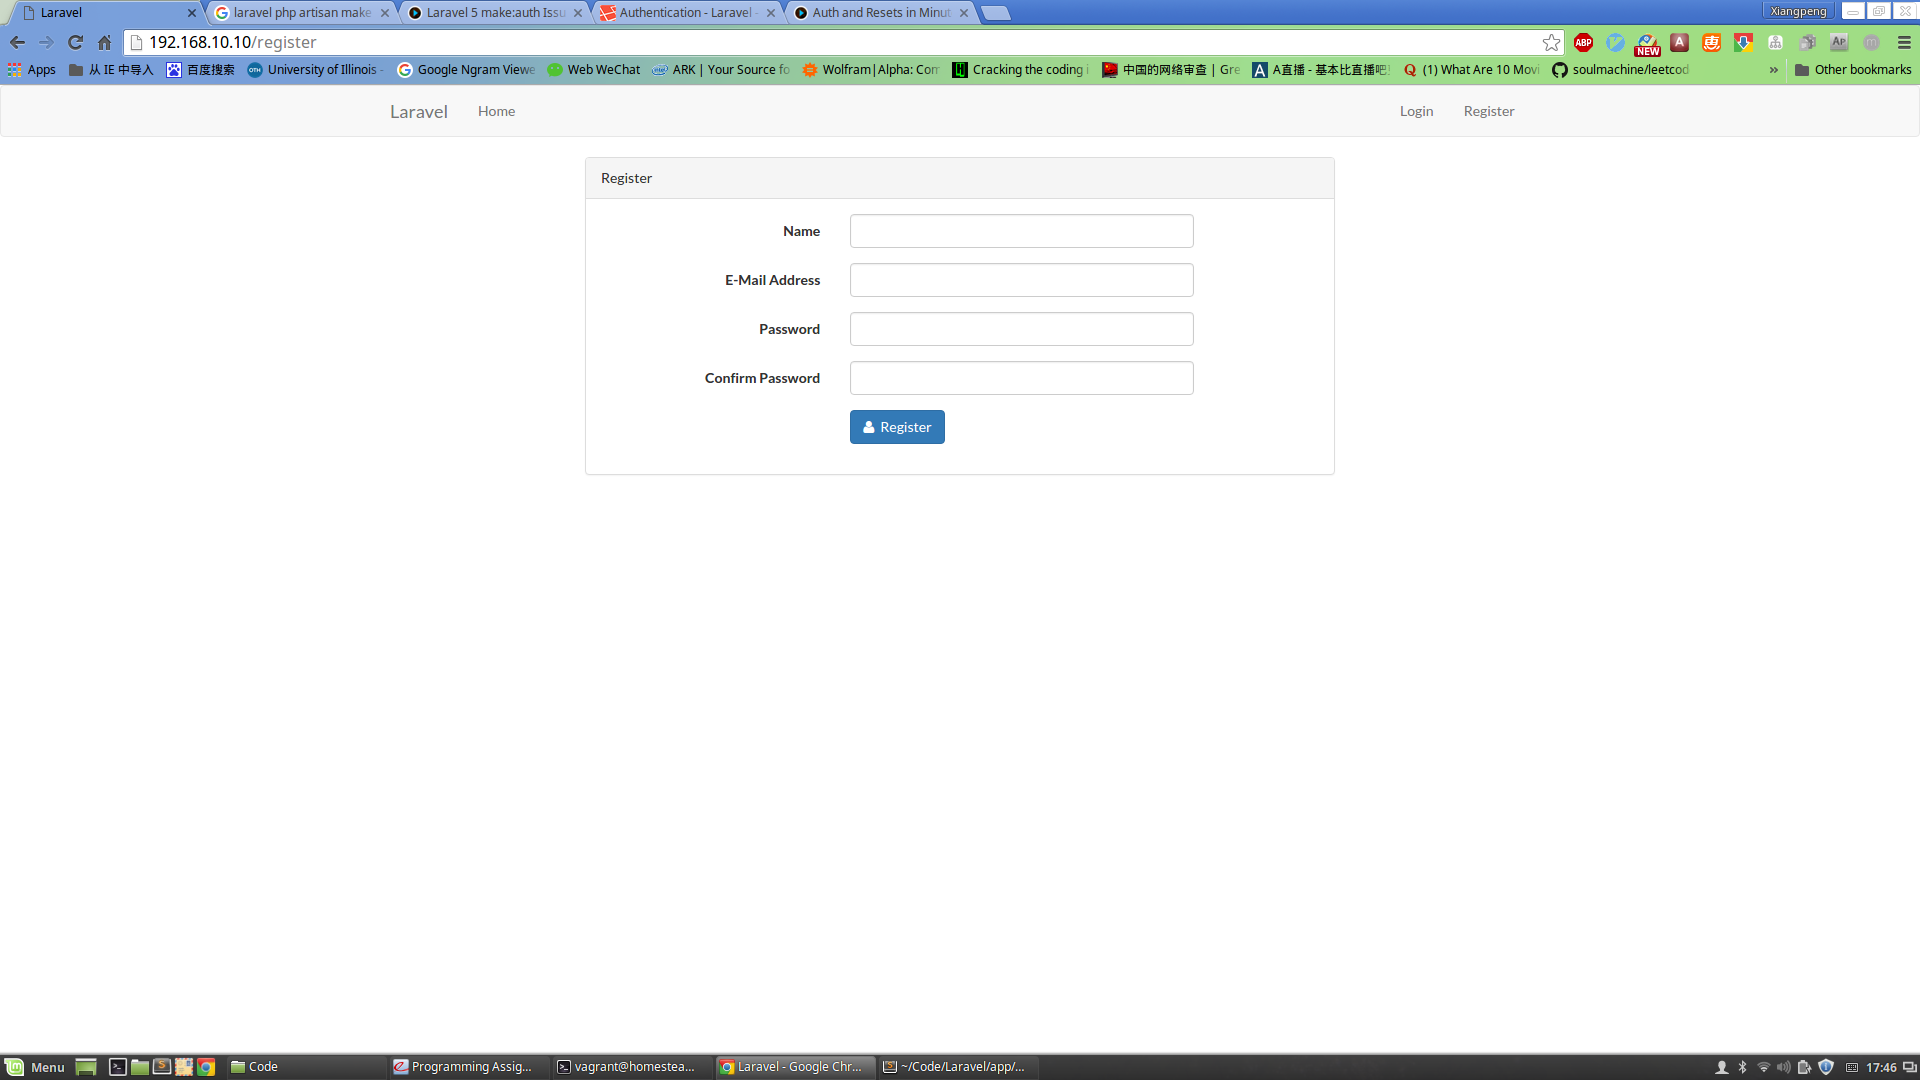 Laravel
laravel php artisan make
Laravel 5 make:auth Issu
Authentication - Laravel -
Auth and Resets in Minut
Xiangpeng
192.168.10.10/register
ABP
NEW
A
惠
AP
m
Apps
从 IE 中导入
百度搜索
University of Illinois -
Google Ngram Viewe
Web WeChat
ARK | Your Source fo
Wolfram|Alpha: Com
Cracking the coding i
中国的网络审查 | Gre
A直播 - 基本比直播吧!
(1) What Are 10 Movi
soulmachine/leetcod
»
Other bookmarks
Laravel
Home
Login
Register
Register
Name
E-Mail Address
Password
Confirm Password
Register
Menu
Code
Programming Assig...
vagrant@homestea...
Laravel - Google Chr...
~/Code/Laravel/app/...
17:46